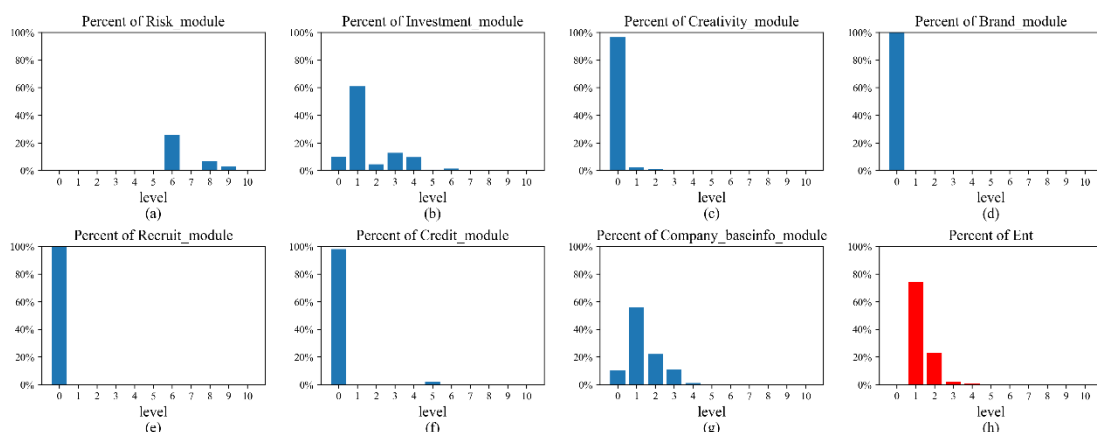 Percent of Risk_module
100%
80%
60%
40%
20%
0%
0 1 2 3 4 5 6 7 8 9 10
level
(a)
Percent of Investment_module
100%
80%
60%
40%
20%
0%
0 1 2 3 4 5 6 7 8 9 10
level
(b)
Percent of Creativity_module
100%
80%
60%
40%
20%
0%
0 1 2 3 4 5 6 7 8 9 10
level
(c)
Percent of Brand_module
100%
80%
60%
40%
20%
0%
0 1 2 3 4 5 6 7 8 9 10
level
(d)
Percent of Recruit_module
100%
80%
60%
40%
20%
0%
0 1 2 3 4 5 6 7 8 9 10
level
(e)
Percent of Credit_module
100%
80%
60%
40%
20%
0%
0 1 2 3 4 5 6 7 8 9 10
level
(f)
Percent of Company_baseinfo_module
100%
80%
60%
40%
20%
0%
0 1 2 3 4 5 6 7 8 9 10
level
(g)
Percent of Ent
100%
80%
60%
40%
20%
0%
0 1 2 3 4 5 6 7 8 9 10
level
(h)